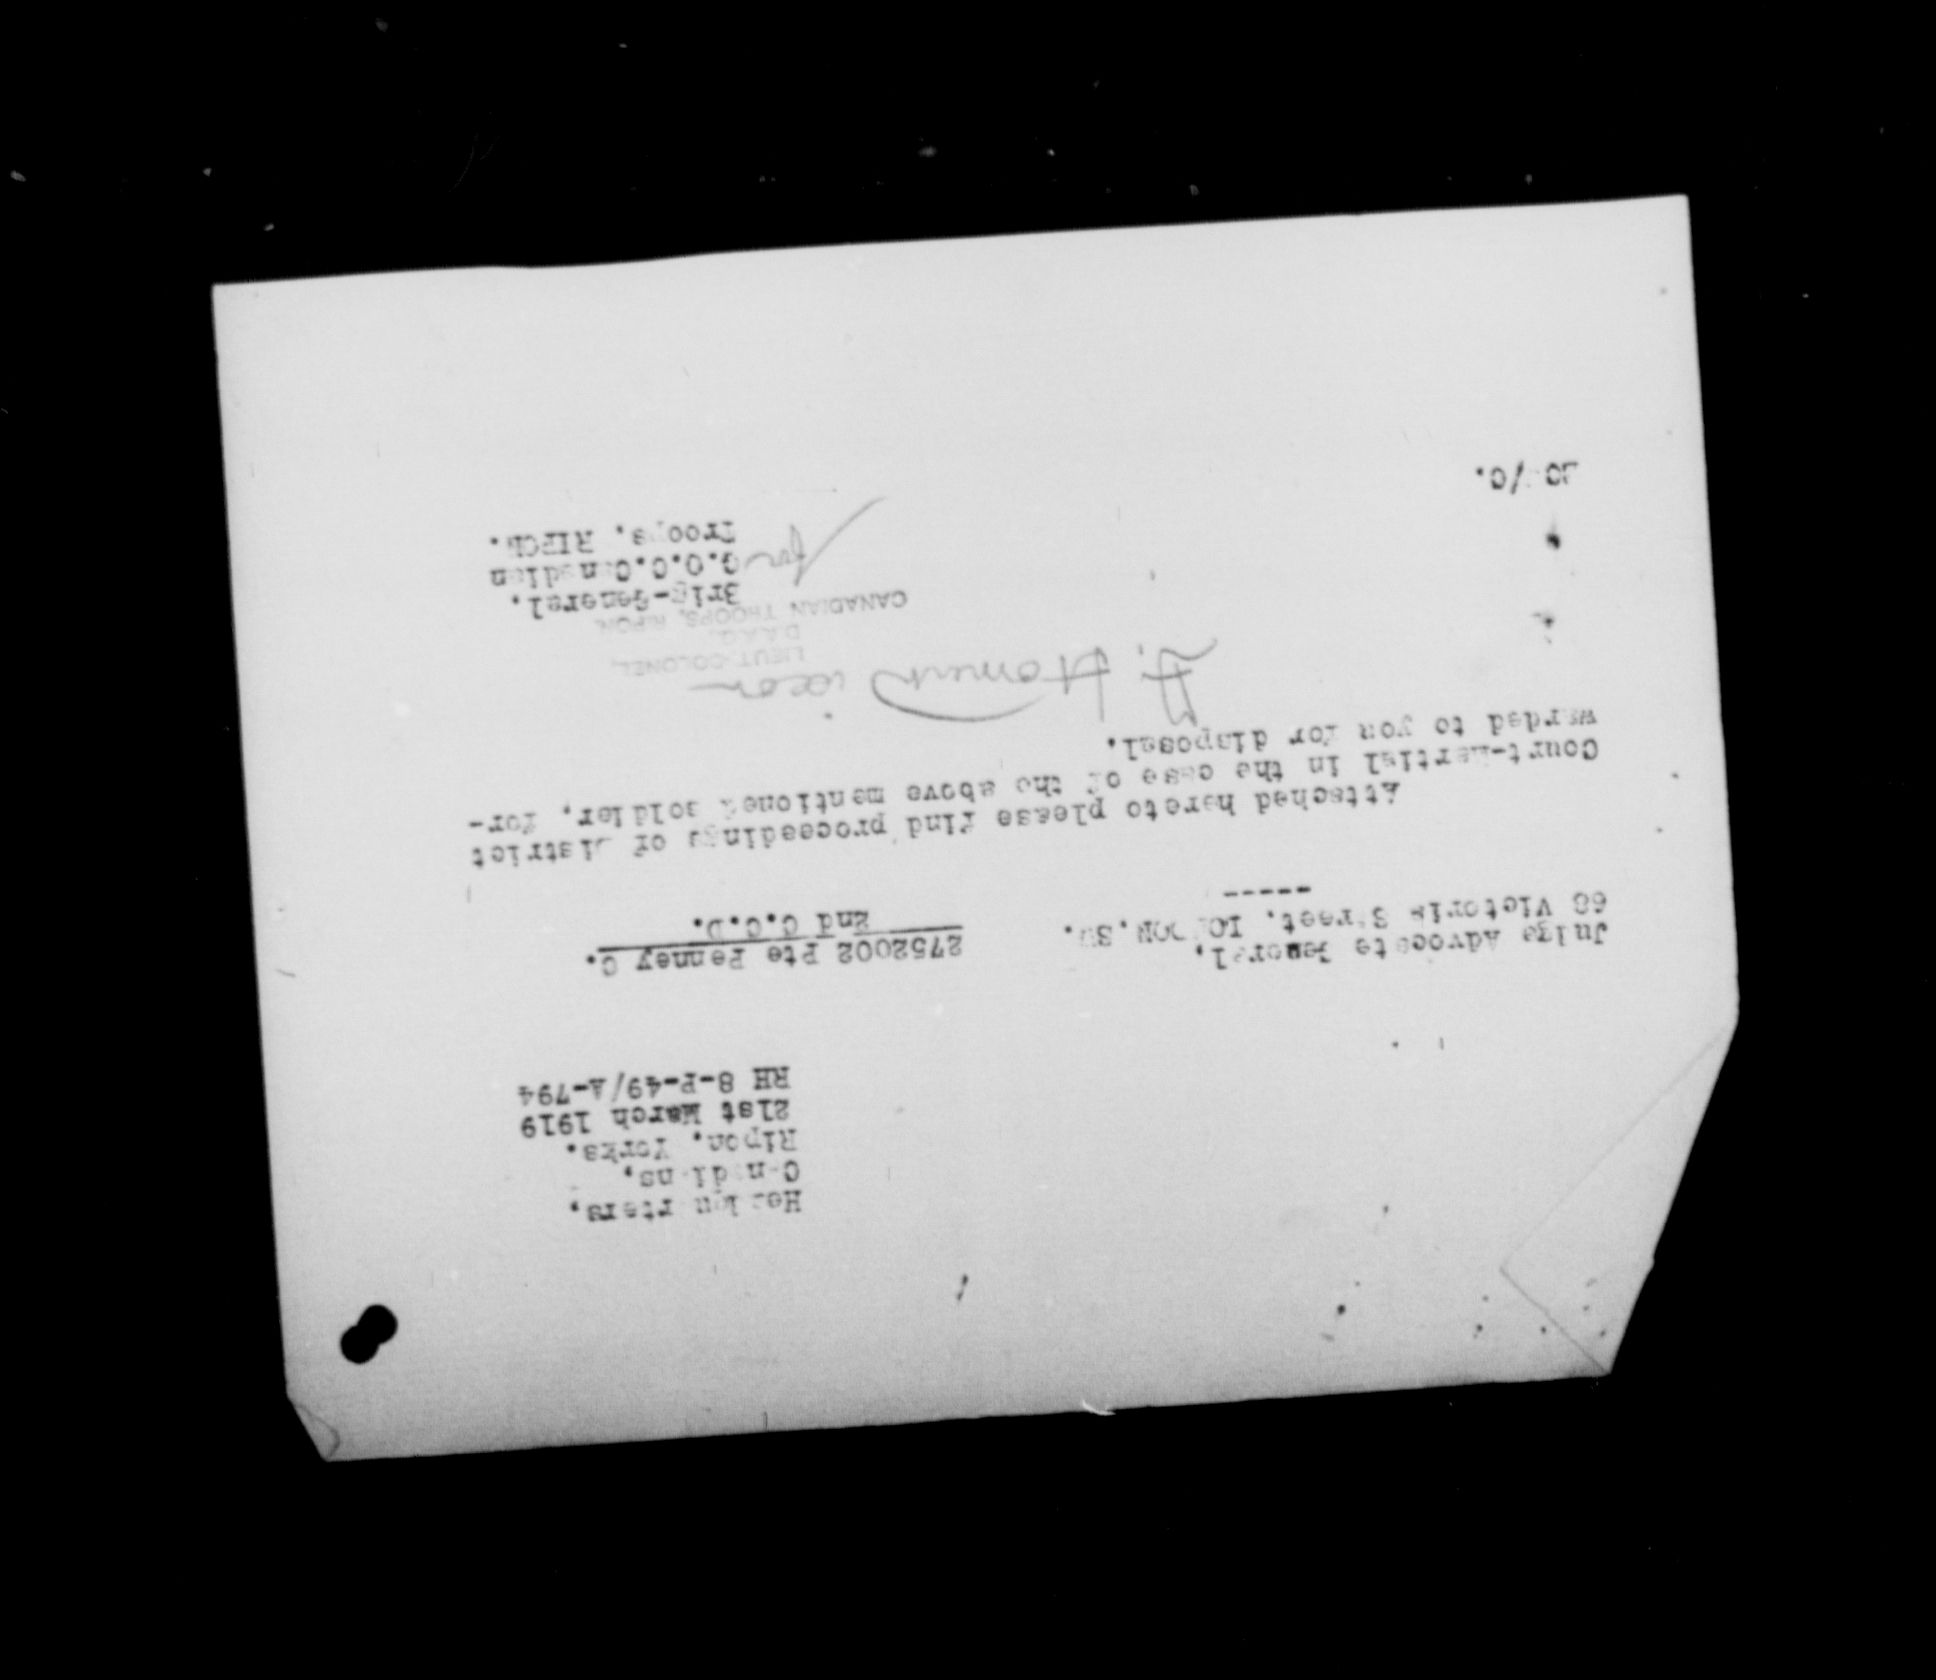 Headquarters,
Canadians,
Ripon. Yorks.
21st March 1919
RH 8-P-49/A-794
Judge Advocate General,
68 Victoria Street. LONDON.SW.
-----
2752002 Pte Penney C.
2nd C.C.D.
Attached hereto please find proceedings of District
Court-Martial in the case of the above mentioned soldier, for-
warded to you for disposal.
LIEUT-COLONEL,
D.A.A.G.
CANADIAN TROOPS, RIPON.
for
Brig-General.
G.O.C.Canadian
Troops. RIPON.